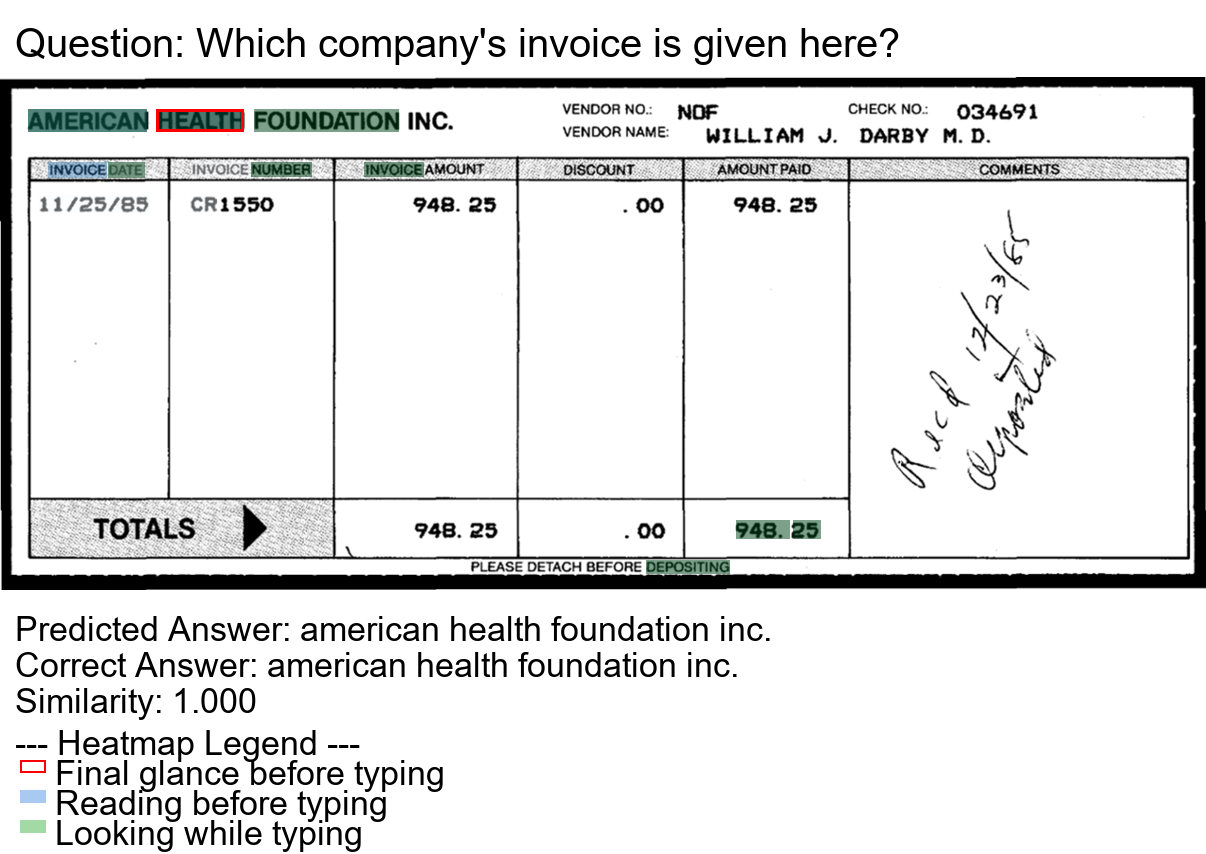 Question: Which company's invoice is given here?
AMERICAN HEALTH FOUNDATION INC.
VENDOR NO.: NDF CHECK NO.: 034691
VENDOR NAME: WILLIAM J. DARBY M. D.
INVOICE DATE INVOICE NUMBER INVOICE AMOUNT DISCOUNT AMOUNT PAID COMMENTS
11/25/85 CR1550 948. 25 . 00 948. 25
Recd 12/23/85
deposited
TOTALS 948. 25 . 00 948. 25
PLEASE DETACH BEFORE DEPOSITING
Predicted Answer: american health foundation inc.
Correct Answer: american health foundation inc.
Similarity: 1.000
--- Heatmap Legend ---
Final glance before typing
Reading before typing
Looking while typing